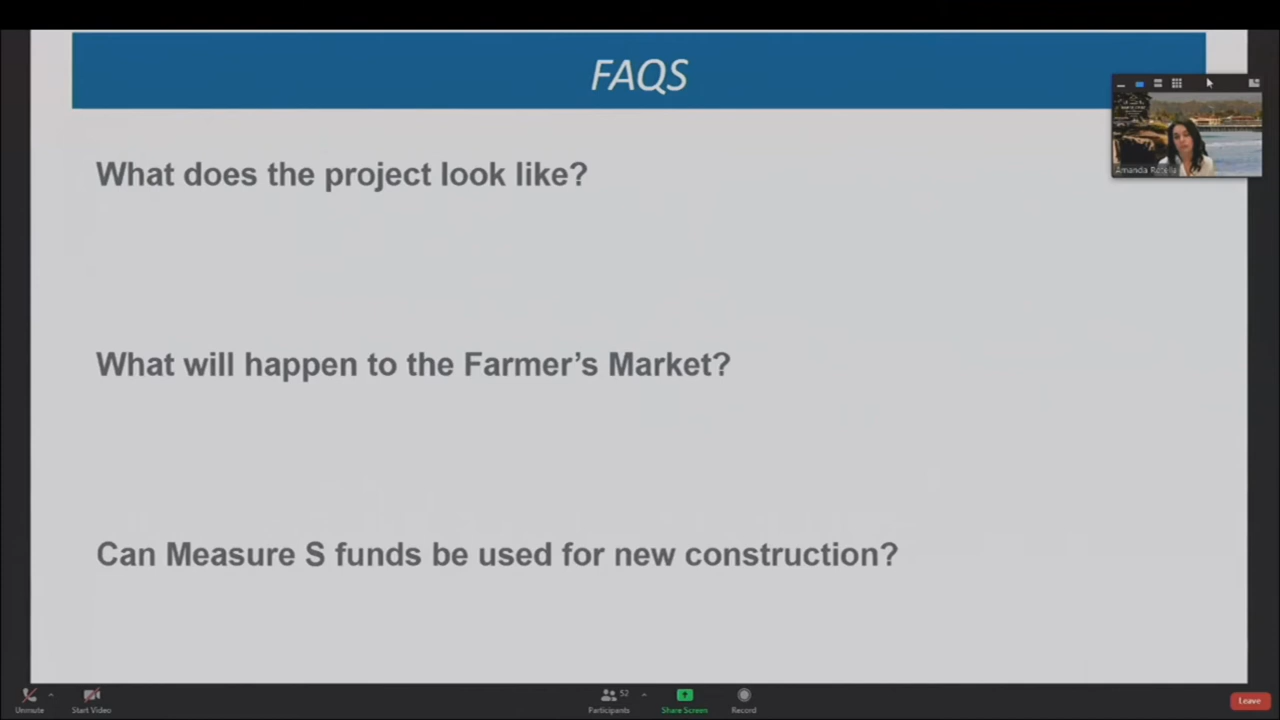 FAQS
What does the project look like?
Amanda
What will happen to the Farmer’s Market?
Can Measure S funds be used for new construction?
Unmute
Start Video
52
Participants
Share Screen
Record
Leave